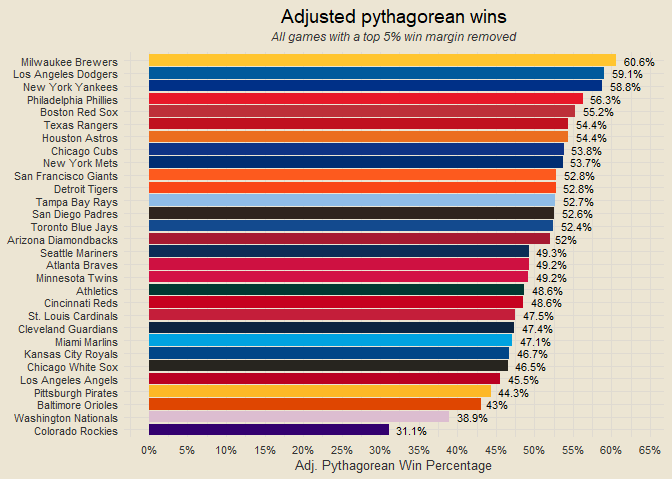 Adjusted pythagorean wins
All games with a top 5% win margin removed
Milwaukee Brewers 60.6%
Los Angeles Dodgers 59.1%
New York Yankees 58.8%
Philadelphia Phillies 56.3%
Boston Red Sox 55.2%
Texas Rangers 54.4%
Houston Astros 54.4%
Chicago Cubs 53.8%
New York Mets 53.7%
San Francisco Giants 52.8%
Detroit Tigers 52.8%
Tampa Bay Rays 52.7%
San Diego Padres 52.6%
Toronto Blue Jays 52.4%
Arizona Diamondbacks 52%
Seattle Mariners 49.3%
Atlanta Braves 49.2%
Minnesota Twins 49.2%
Athletics 48.6%
Cincinnati Reds 48.6%
St. Louis Cardinals 47.5%
Cleveland Guardians 47.4%
Miami Marlins 47.1%
Kansas City Royals 46.7%
Chicago White Sox 46.5%
Los Angeles Angels 45.5%
Pittsburgh Pirates 44.3%
Baltimore Orioles 43%
Washington Nationals 38.9%
Colorado Rockies 31.1%
0% 5% 10% 15% 20% 25% 30% 35% 40% 45% 50% 55% 60% 65%
Adj. Pythagorean Win Percentage